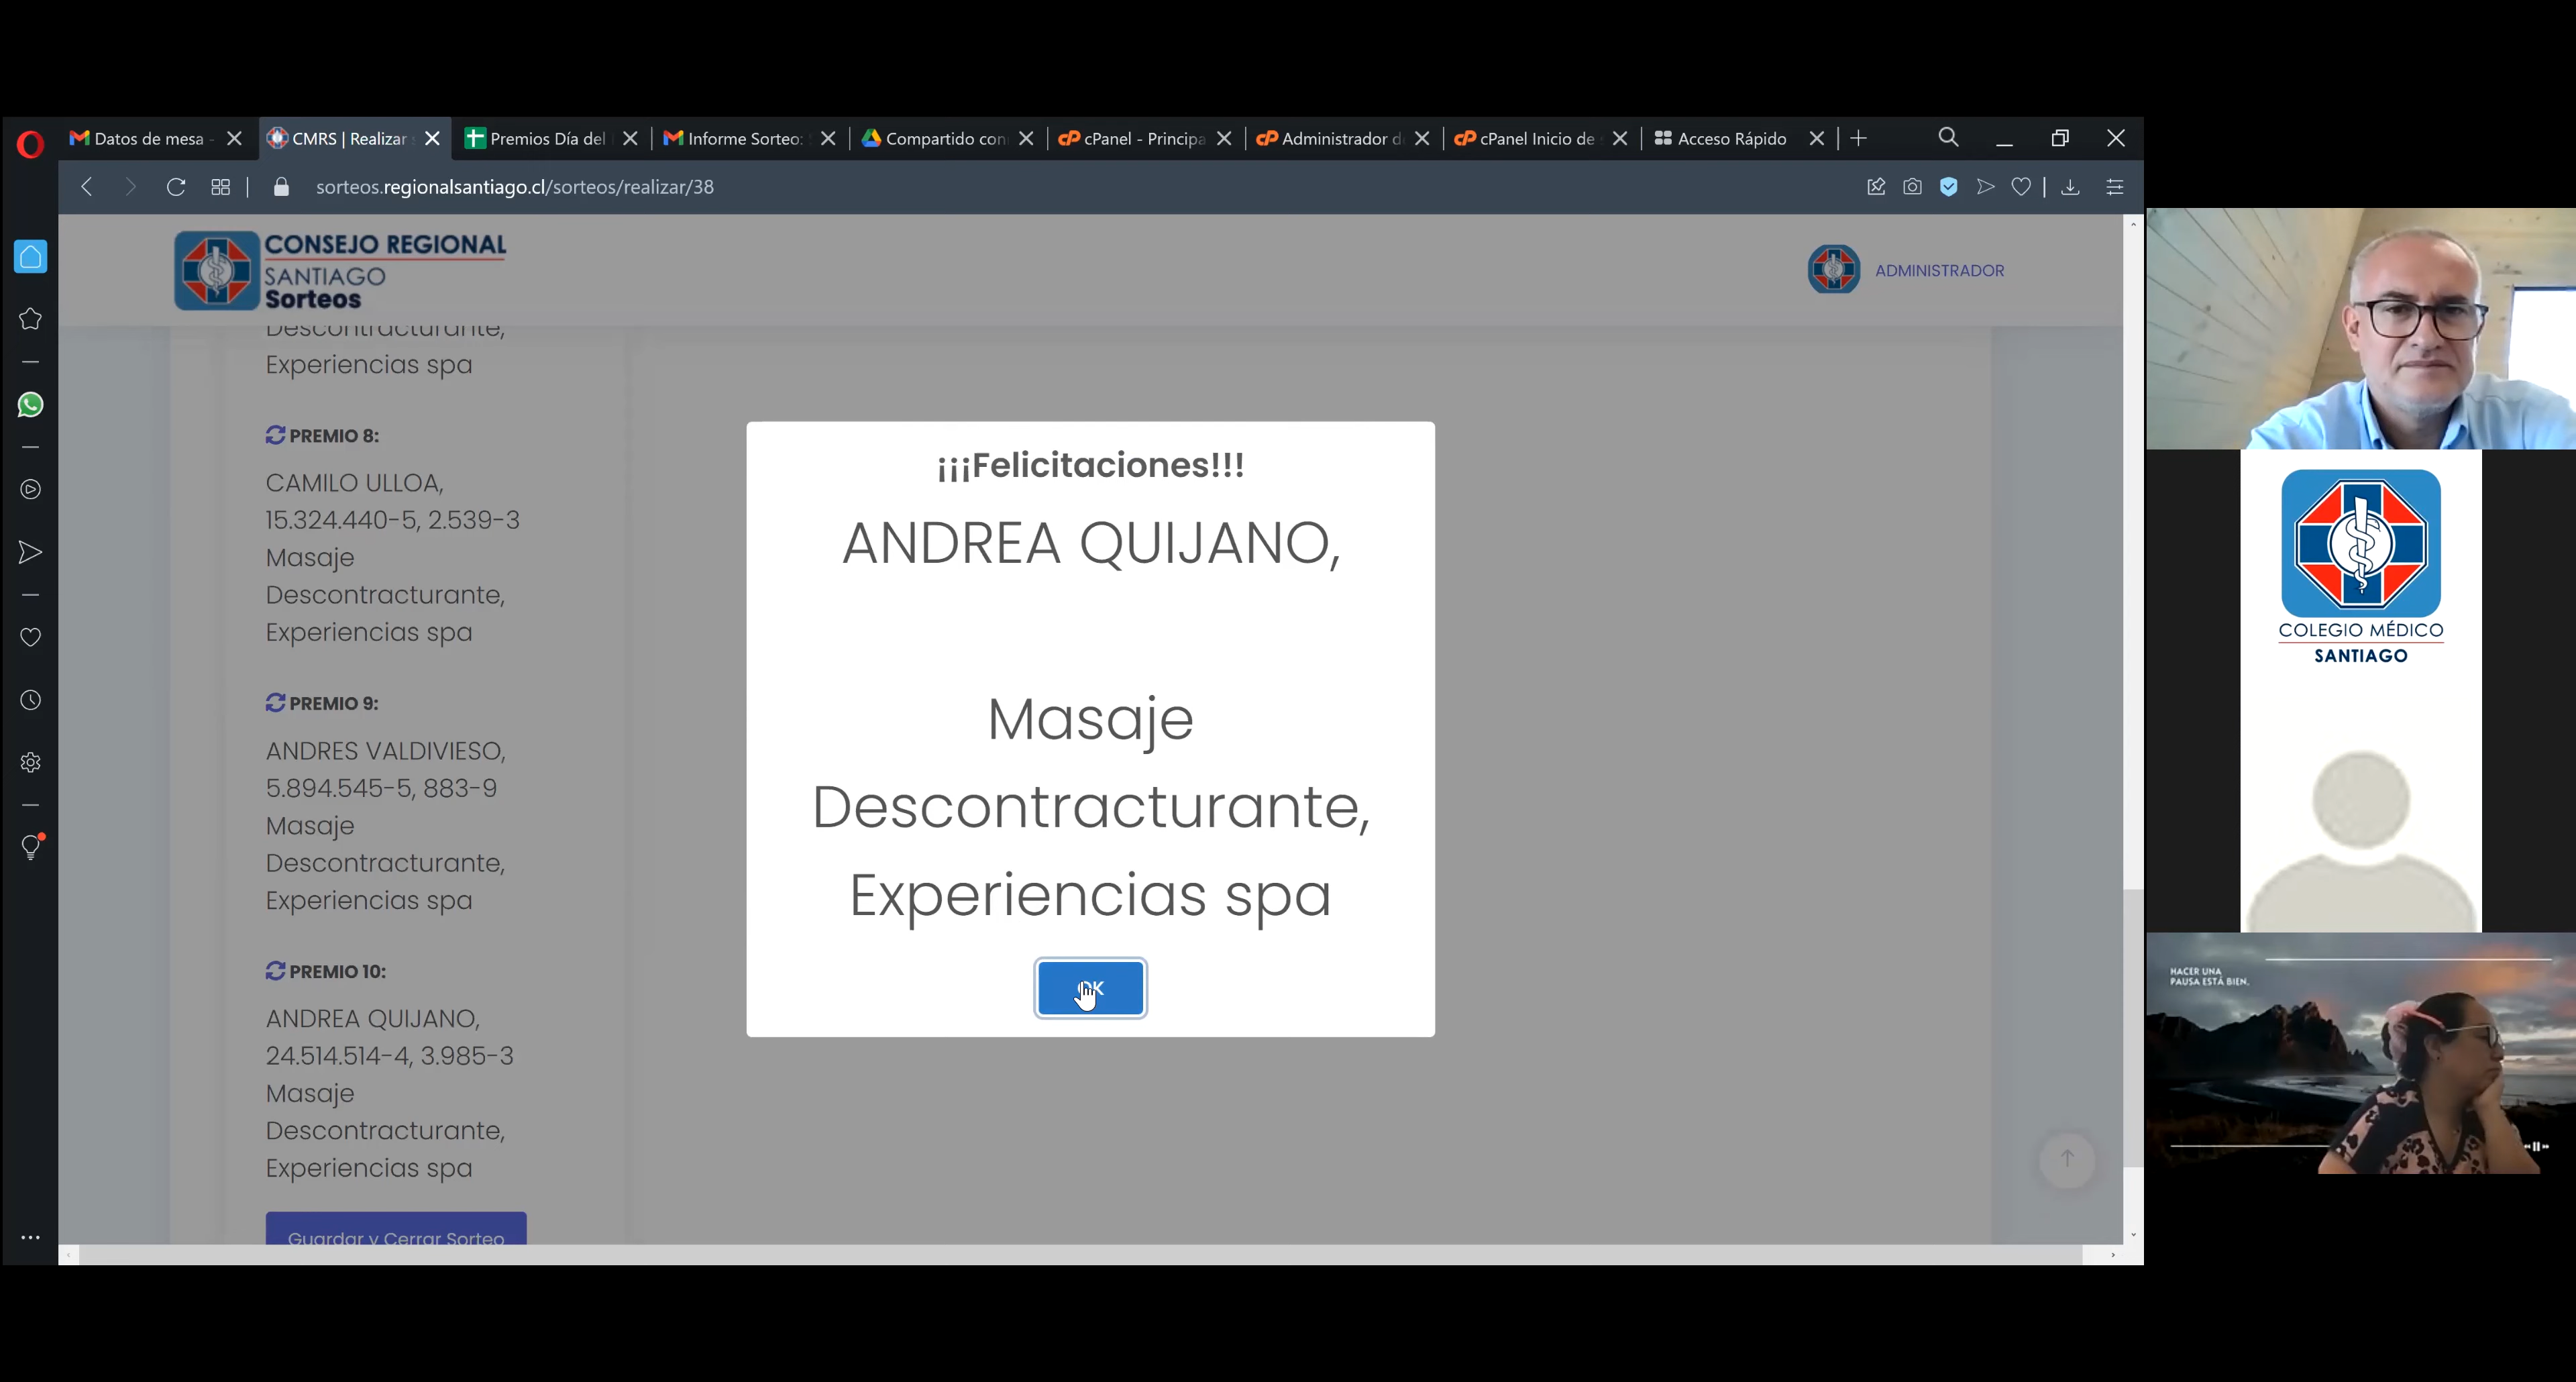 Datos de mesa -
CMRS | Realizar
Premios Día del
Informe Sorteo:
Compartido con
cPanel - Principa
Administrador d
cPanel Inicio de
Acceso Rápido
sorteos.regionalsantiago.cl/sorteos/realizar/38
CONSEJO REGIONAL
SANTIAGO
Sorteos
ADMINISTRADOR
Descontracturante,
Experiencias spa
PREMIO 8:
CAMILO ULLOA,
15.324.440-5, 2.539-3
Masaje
Descontracturante,
Experiencias spa
PREMIO 9:
ANDRES VALDIVIESO,
5.894.545-5, 883-9
Masaje
Descontracturante,
Experiencias spa
PREMIO 10:
ANDREA QUIJANO,
24.514.514-4, 3.985-3
Masaje
Descontracturante,
Experiencias spa
Guardar y Cerrar Sorteo
¡¡¡Felicitaciones!!!
ANDREA QUIJANO,
Masaje
Descontracturante,
Experiencias spa
OK
COLEGIO MÉDICO
SANTIAGO
HACER UNA
PAUSA ESTÁ BIEN.